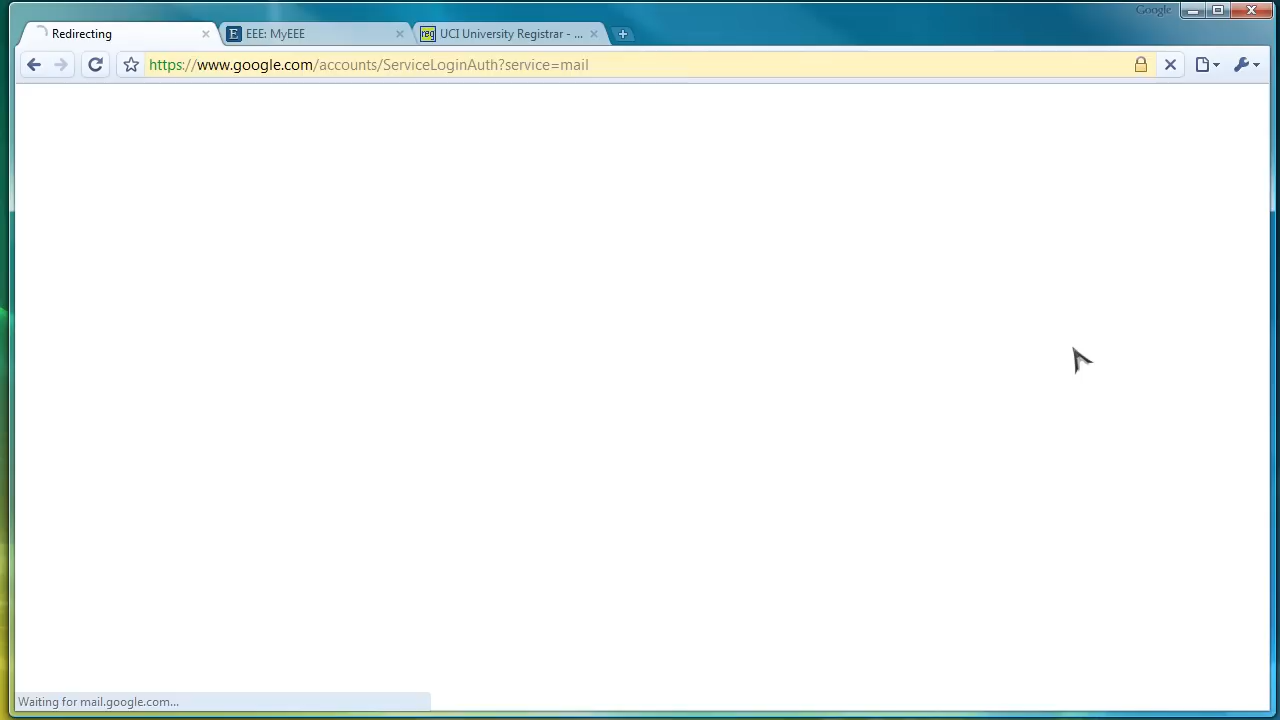 Google
Redirecting
E EEE: MyEEE
reg UCI University Registrar - ...
https://www.google.com/accounts/ServiceLoginAuth?service=mail
Waiting for mail.google.com...